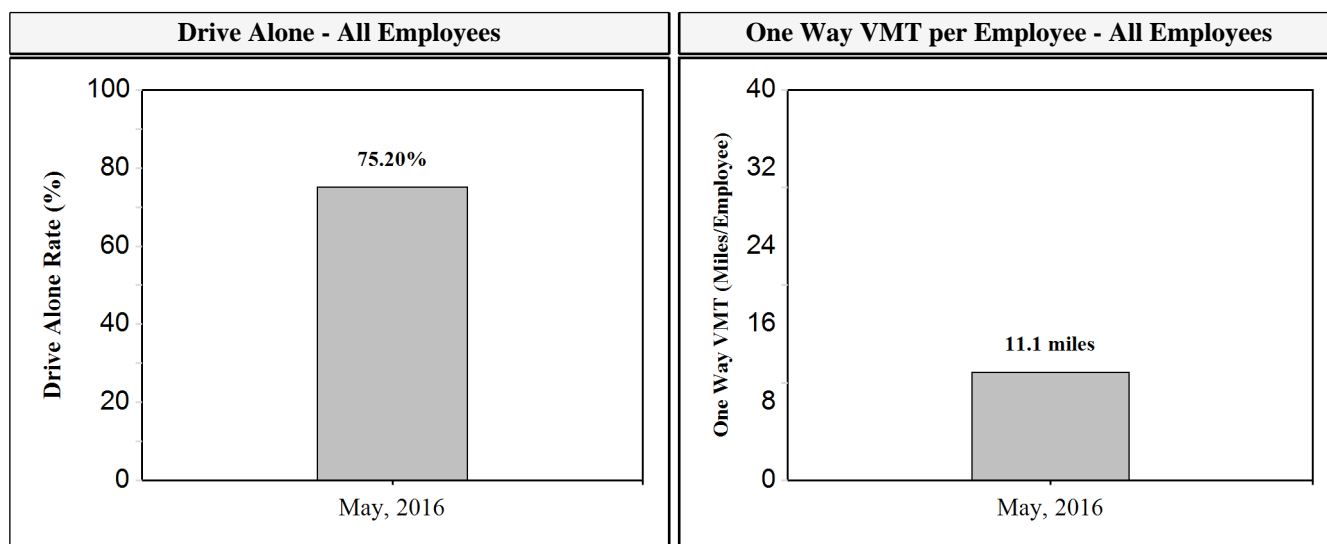 Drive Alone - All Employees
Drive Alone Rate (%)
100
80
60
40
20
0
75.20%
May, 2016
One Way VMT per Employee - All Employees
One Way VMT (Miles/Employee)
40
32
24
16
8
0
11.1 miles
May, 2016